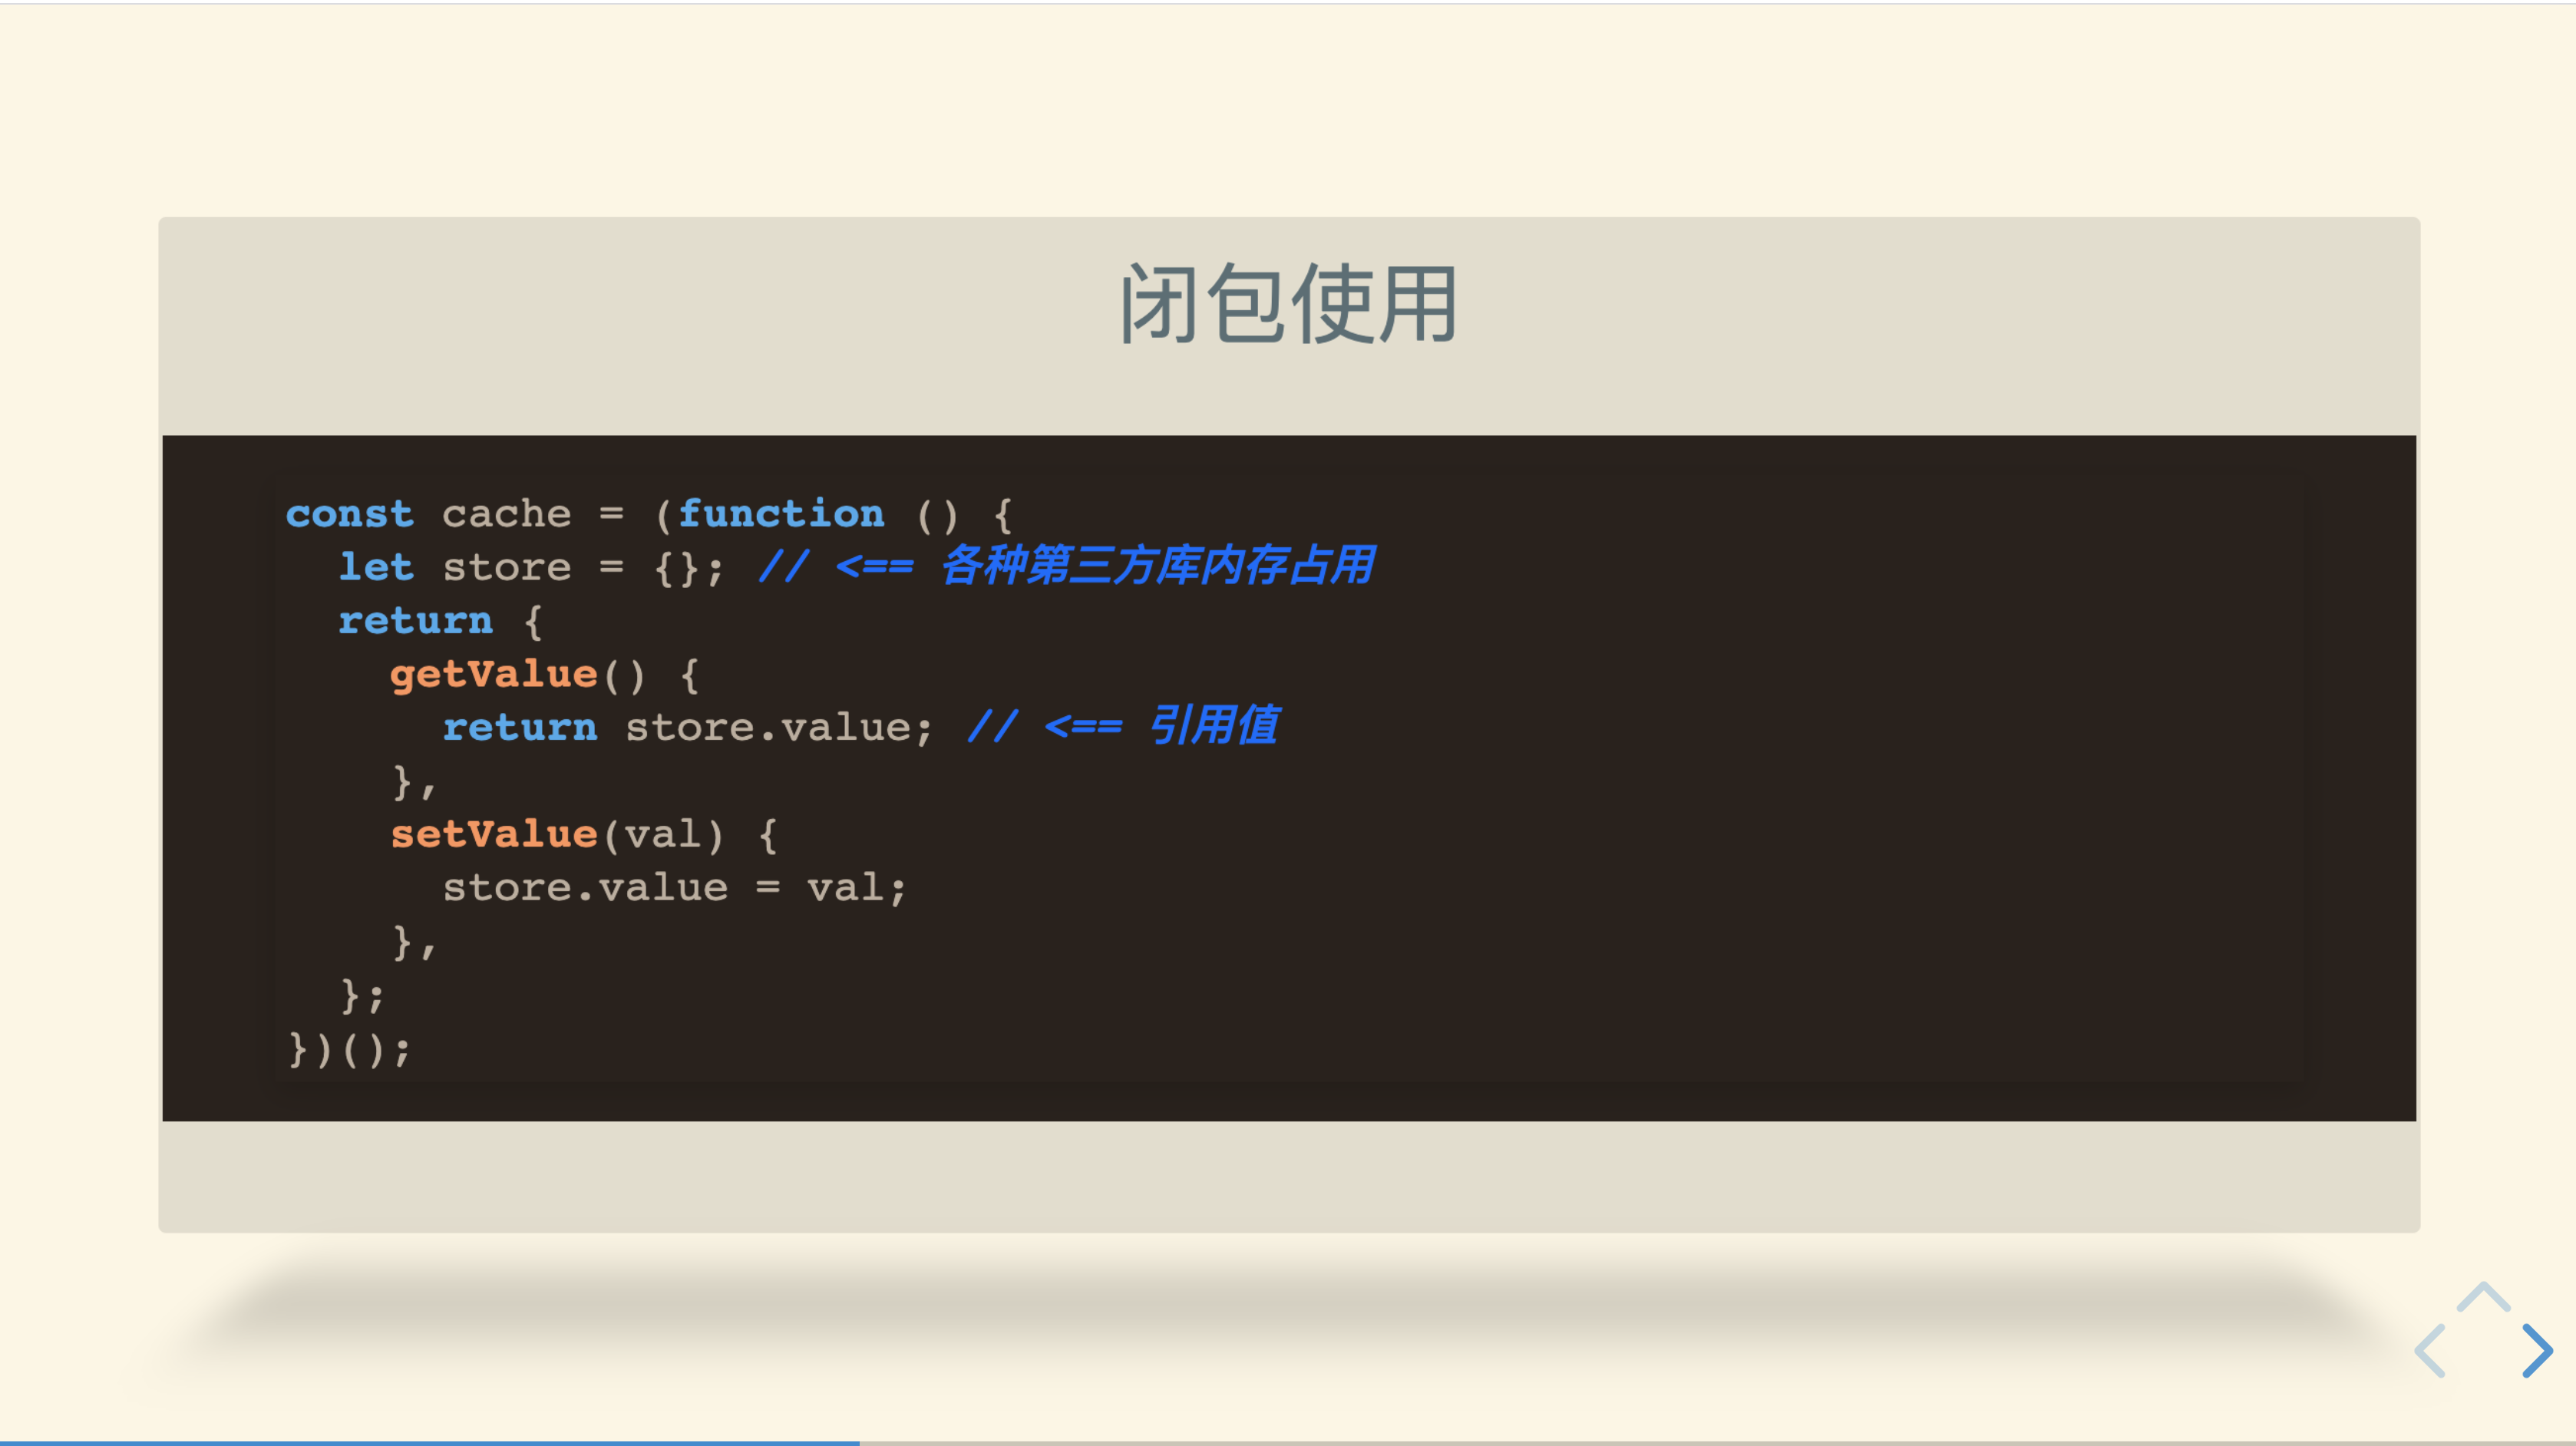 闭包使用
const cache = (function () {
  let store = {}; // <== 各种第三方库内存占用
  return {
    getValue() {
      return store.value; // <== 引用值
    },
    setValue(val) {
      store.value = val;
    },
  };
})();